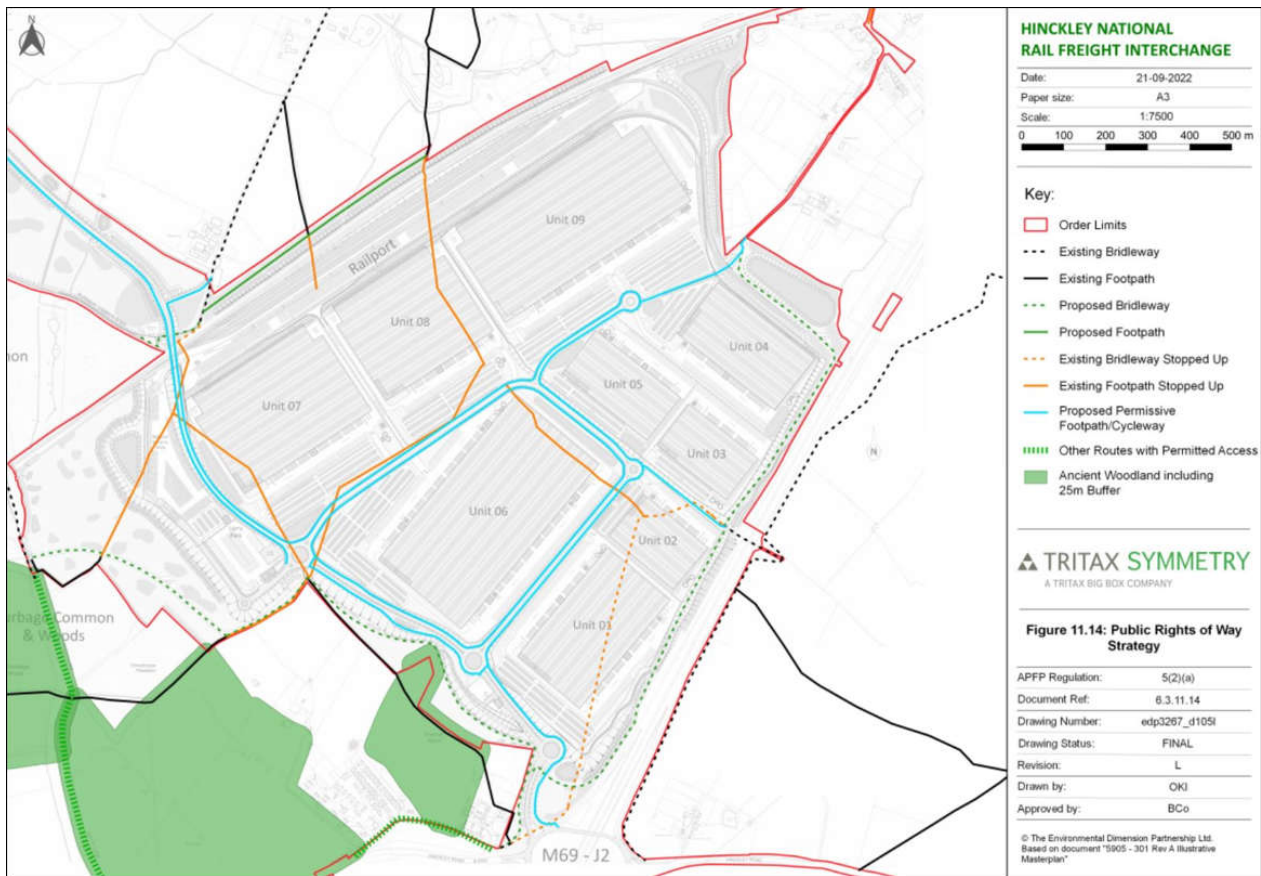 HINCKLEY NATIONAL
RAIL FREIGHT INTERCHANGE
Date: 21-09-2022
Paper size: A3
Scale: 1:7500
0 100 200 300 400 500 m
Key:
Order Limits
Existing Bridleway
Existing Footpath
Proposed Bridleway
Proposed Footpath
Existing Bridleway Stopped Up
Existing Footpath Stopped Up
Proposed Permissive
Footpath/Cycleway
Other Routes with Permitted Access
Ancient Woodland including
25m Buffer
TRITAX SYMMETRY
A TRITAX BIG BOX COMPANY
Figure 11.14: Public Rights of Way
Strategy
APFP Regulation: 5(2)(a)
Document Ref: 6.3.11.14
Drawing Number: edp3267_d105l
Drawing Status: FINAL
Revision: L
Drawn by: OKI
Approved by: BCo
© The Environmental Dimension Partnership Ltd.
Based on document "5905 - 301 Rev A Illustrative
Masterplan"
Unit 09
Railport
Unit 08
Unit 04
Unit 05
Unit 07
Unit 03
Unit 06
Unit 02
Unit 01
Common
& Woods
M69 - J2
N